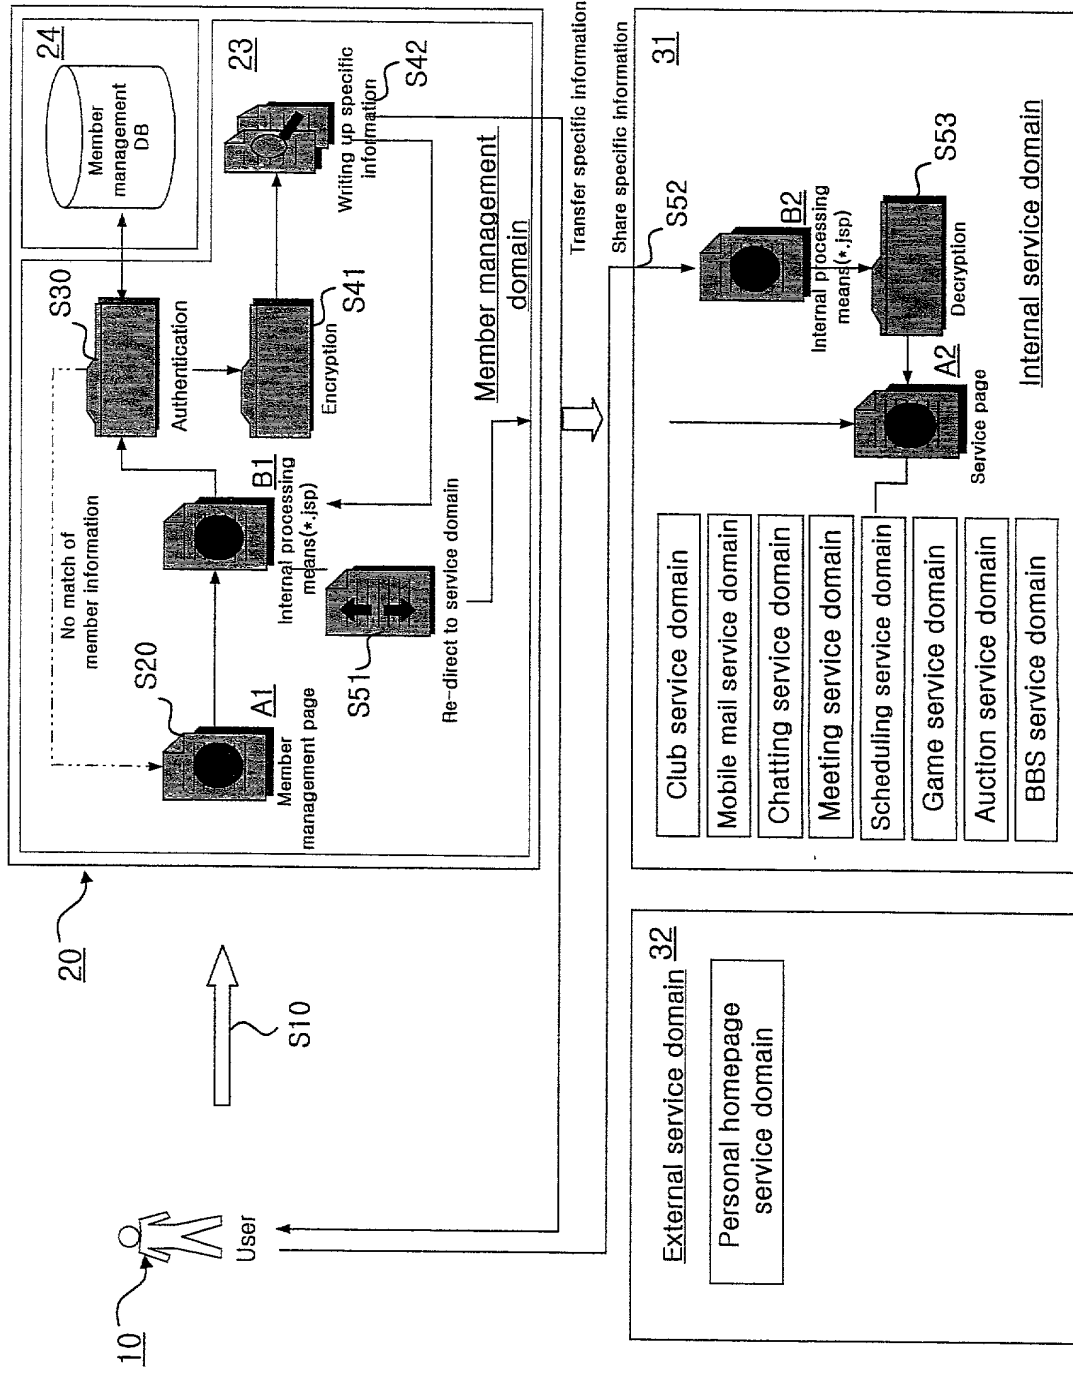 10
User
S10
20
24
Member
management
DB
23
S30
Authentication
No match of
member information
S20
A1
Member
management page
B1
Internal processing
means(*.jsp)
S41
Encryption
Writing up specific
information
S42
S51
Re-direct to service domain
Member management
domain
Transfer specific information
Share specific information
External service domain
32
Personal homepage
service domain
31
S52
B2
Internal processing
means(*.jsp)
S53
Decryption
A2
Service page
Internal service domain
Club service domain
Mobile mail service domain
Chatting service domain
Meeting service domain
Scheduling service domain
Game service domain
Auction service domain
BBS service domain